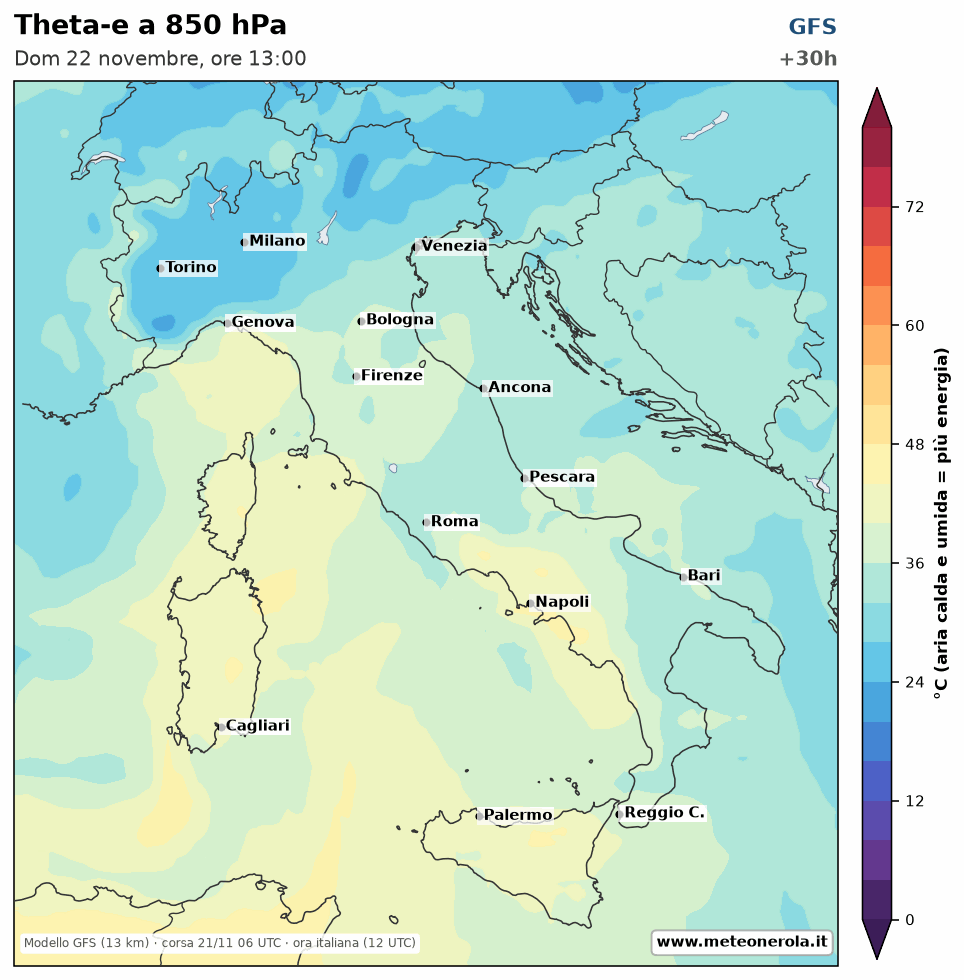 Theta-e a 850 hPa
GFS
Dom 22 novembre, ore 13:00
+30h
Milano
Venezia
Torino
Genova
Bologna
Firenze
Ancona
Pescara
Roma
Bari
Napoli
Cagliari
Palermo
Reggio C.
72
60
48
36
24
12
0
°C (aria calda e umida = più energia)
Modello GFS (13 km) · corsa 21/11 06 UTC · ora italiana (12 UTC)
www.meteonerola.it